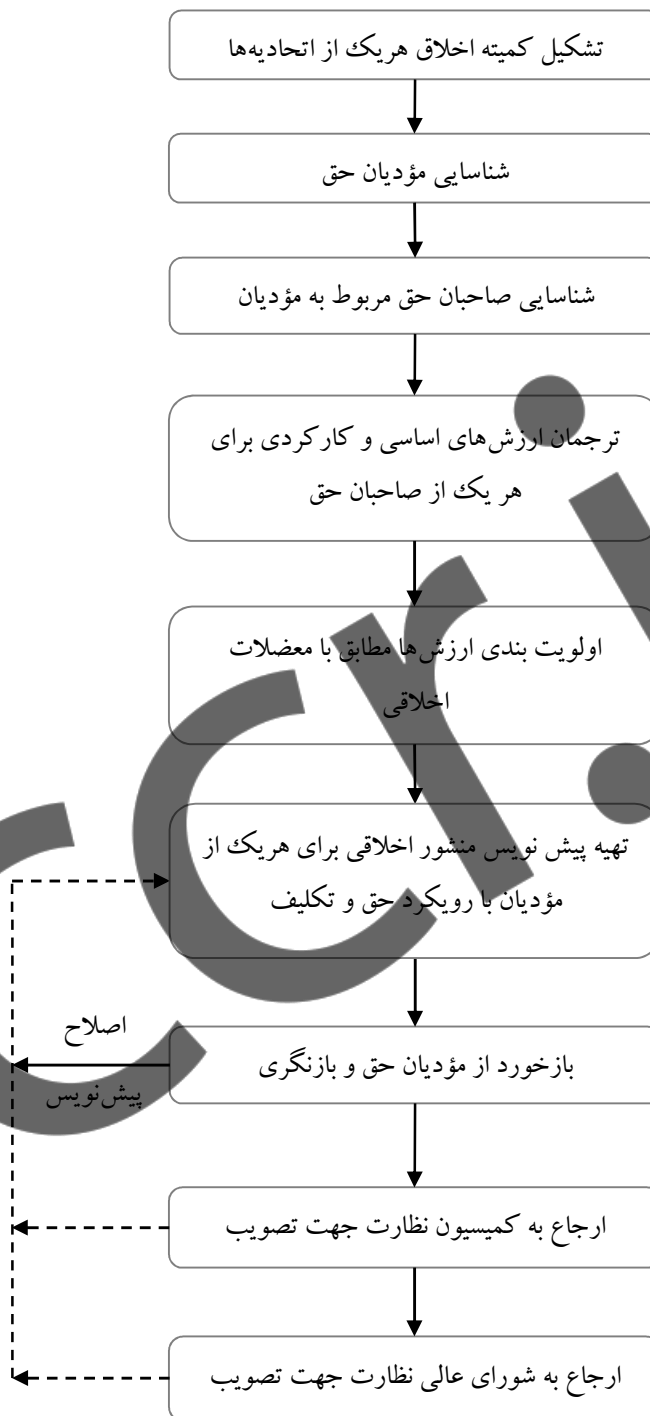 تشکیل کمیته اخلاق هریک از اتحادیه‌ها
شناسایی مؤدیان حق
شناسایی صاحبان حق مربوط به مؤدیان
ترجمان ارزش‌های اساسی و کارکردی برای
هر یک از صاحبان حق
اولویت بندی ارزش‌ها مطابق با معضلات
اخلاقی
تهیه پیش نویس منشور اخلاقی برای هریک از
مؤدیان با رویکرد حق و تکلیف
بازخورد از مؤدیان حق و بازنگری
اصلاح
پیش‌نویس
ارجاع به کمیسیون نظارت جهت تصویب
ارجاع به شورای عالی نظارت جهت تصویب